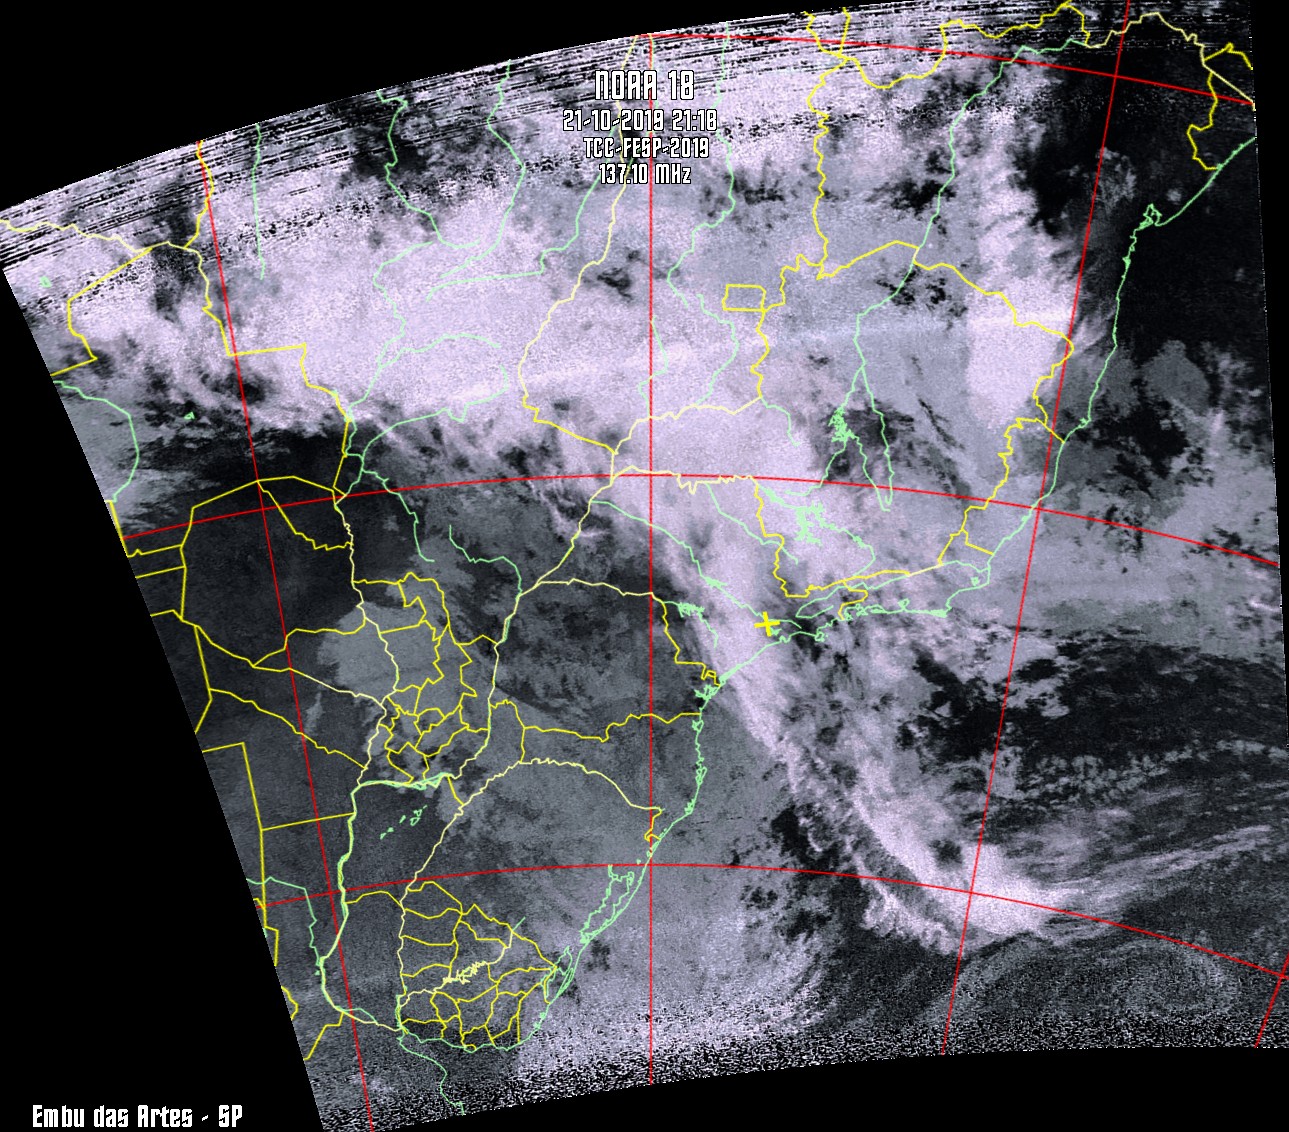 NOAA 18
21-10-2018 21:18
TCC-FESP-2019
137.10 MHz
Embu das Artes - SP